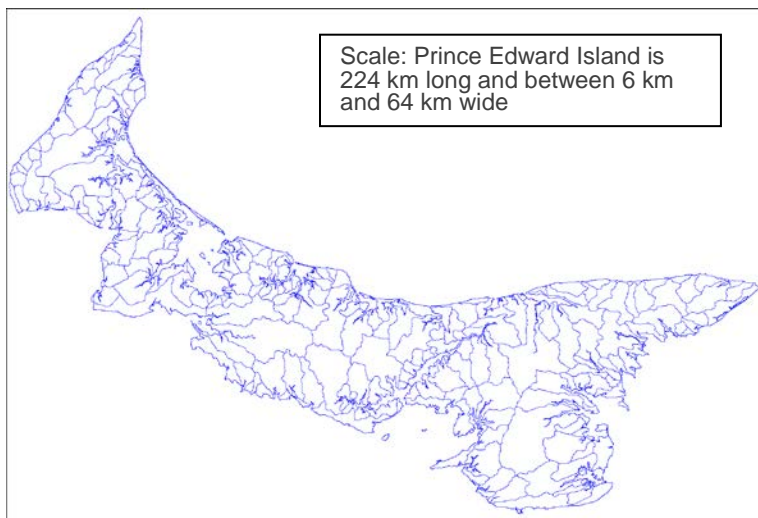 Scale: Prince Edward Island is
224 km long and between 6 km
and 64 km wide